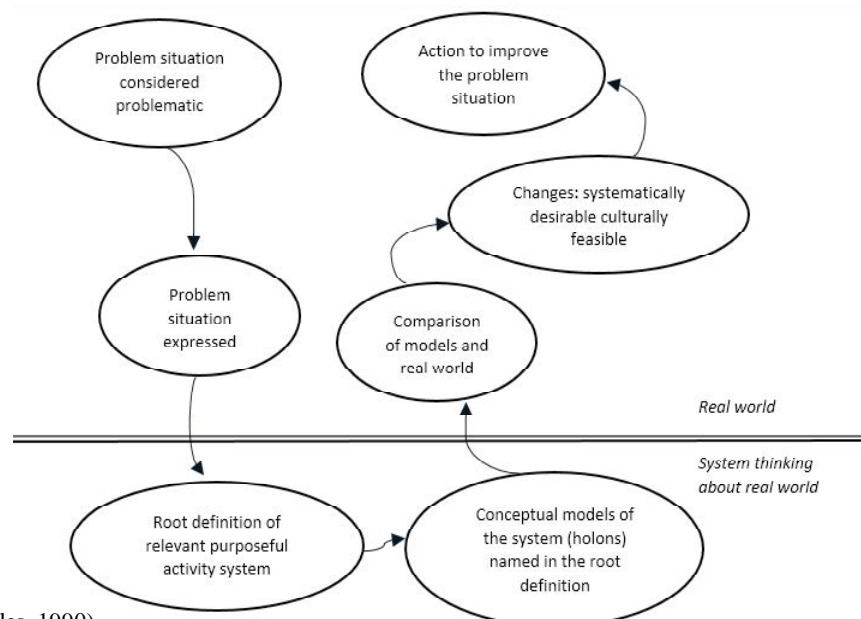 Problem situation
considered
problematic
Action to improve
the problem
situation
Changes: systematically
desirable culturally
feasible
Problem
situation
expressed
Comparison
of models and
real world
Real world
System thinking
about real world
Root definition of
relevant purposeful
activity system
Conceptual models of
the system (holons)
named in the root
definition
1990)